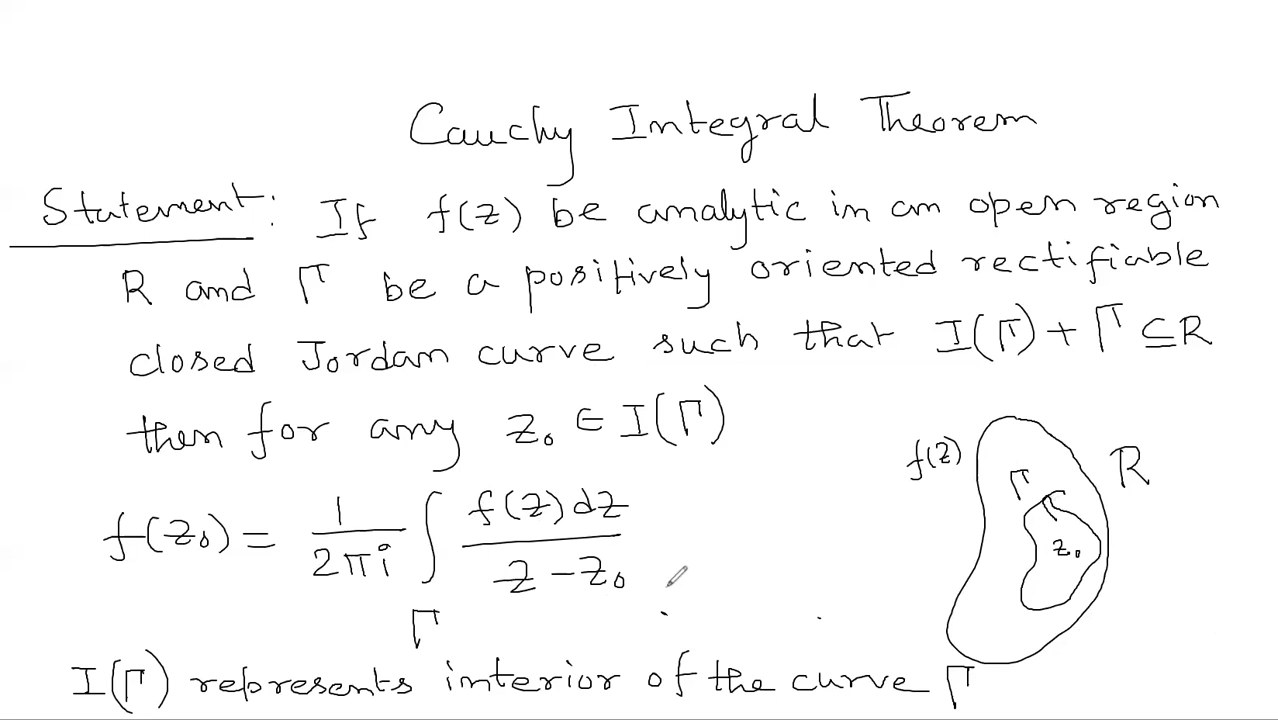 Cauchy Integral Theorem
Statement: If f(z) be analytic in an open region
R and Γ be a positively oriented rectifiable
closed Jordan curve such that I(Γ) + Γ ⊆ R
then for any z₀ ∈ I(Γ)
f(z) R
Γ
z₀
f(z₀) = 1/2πi ∫Γ f(z)dz / z − z₀
I(Γ) represents interior of the curve Γ